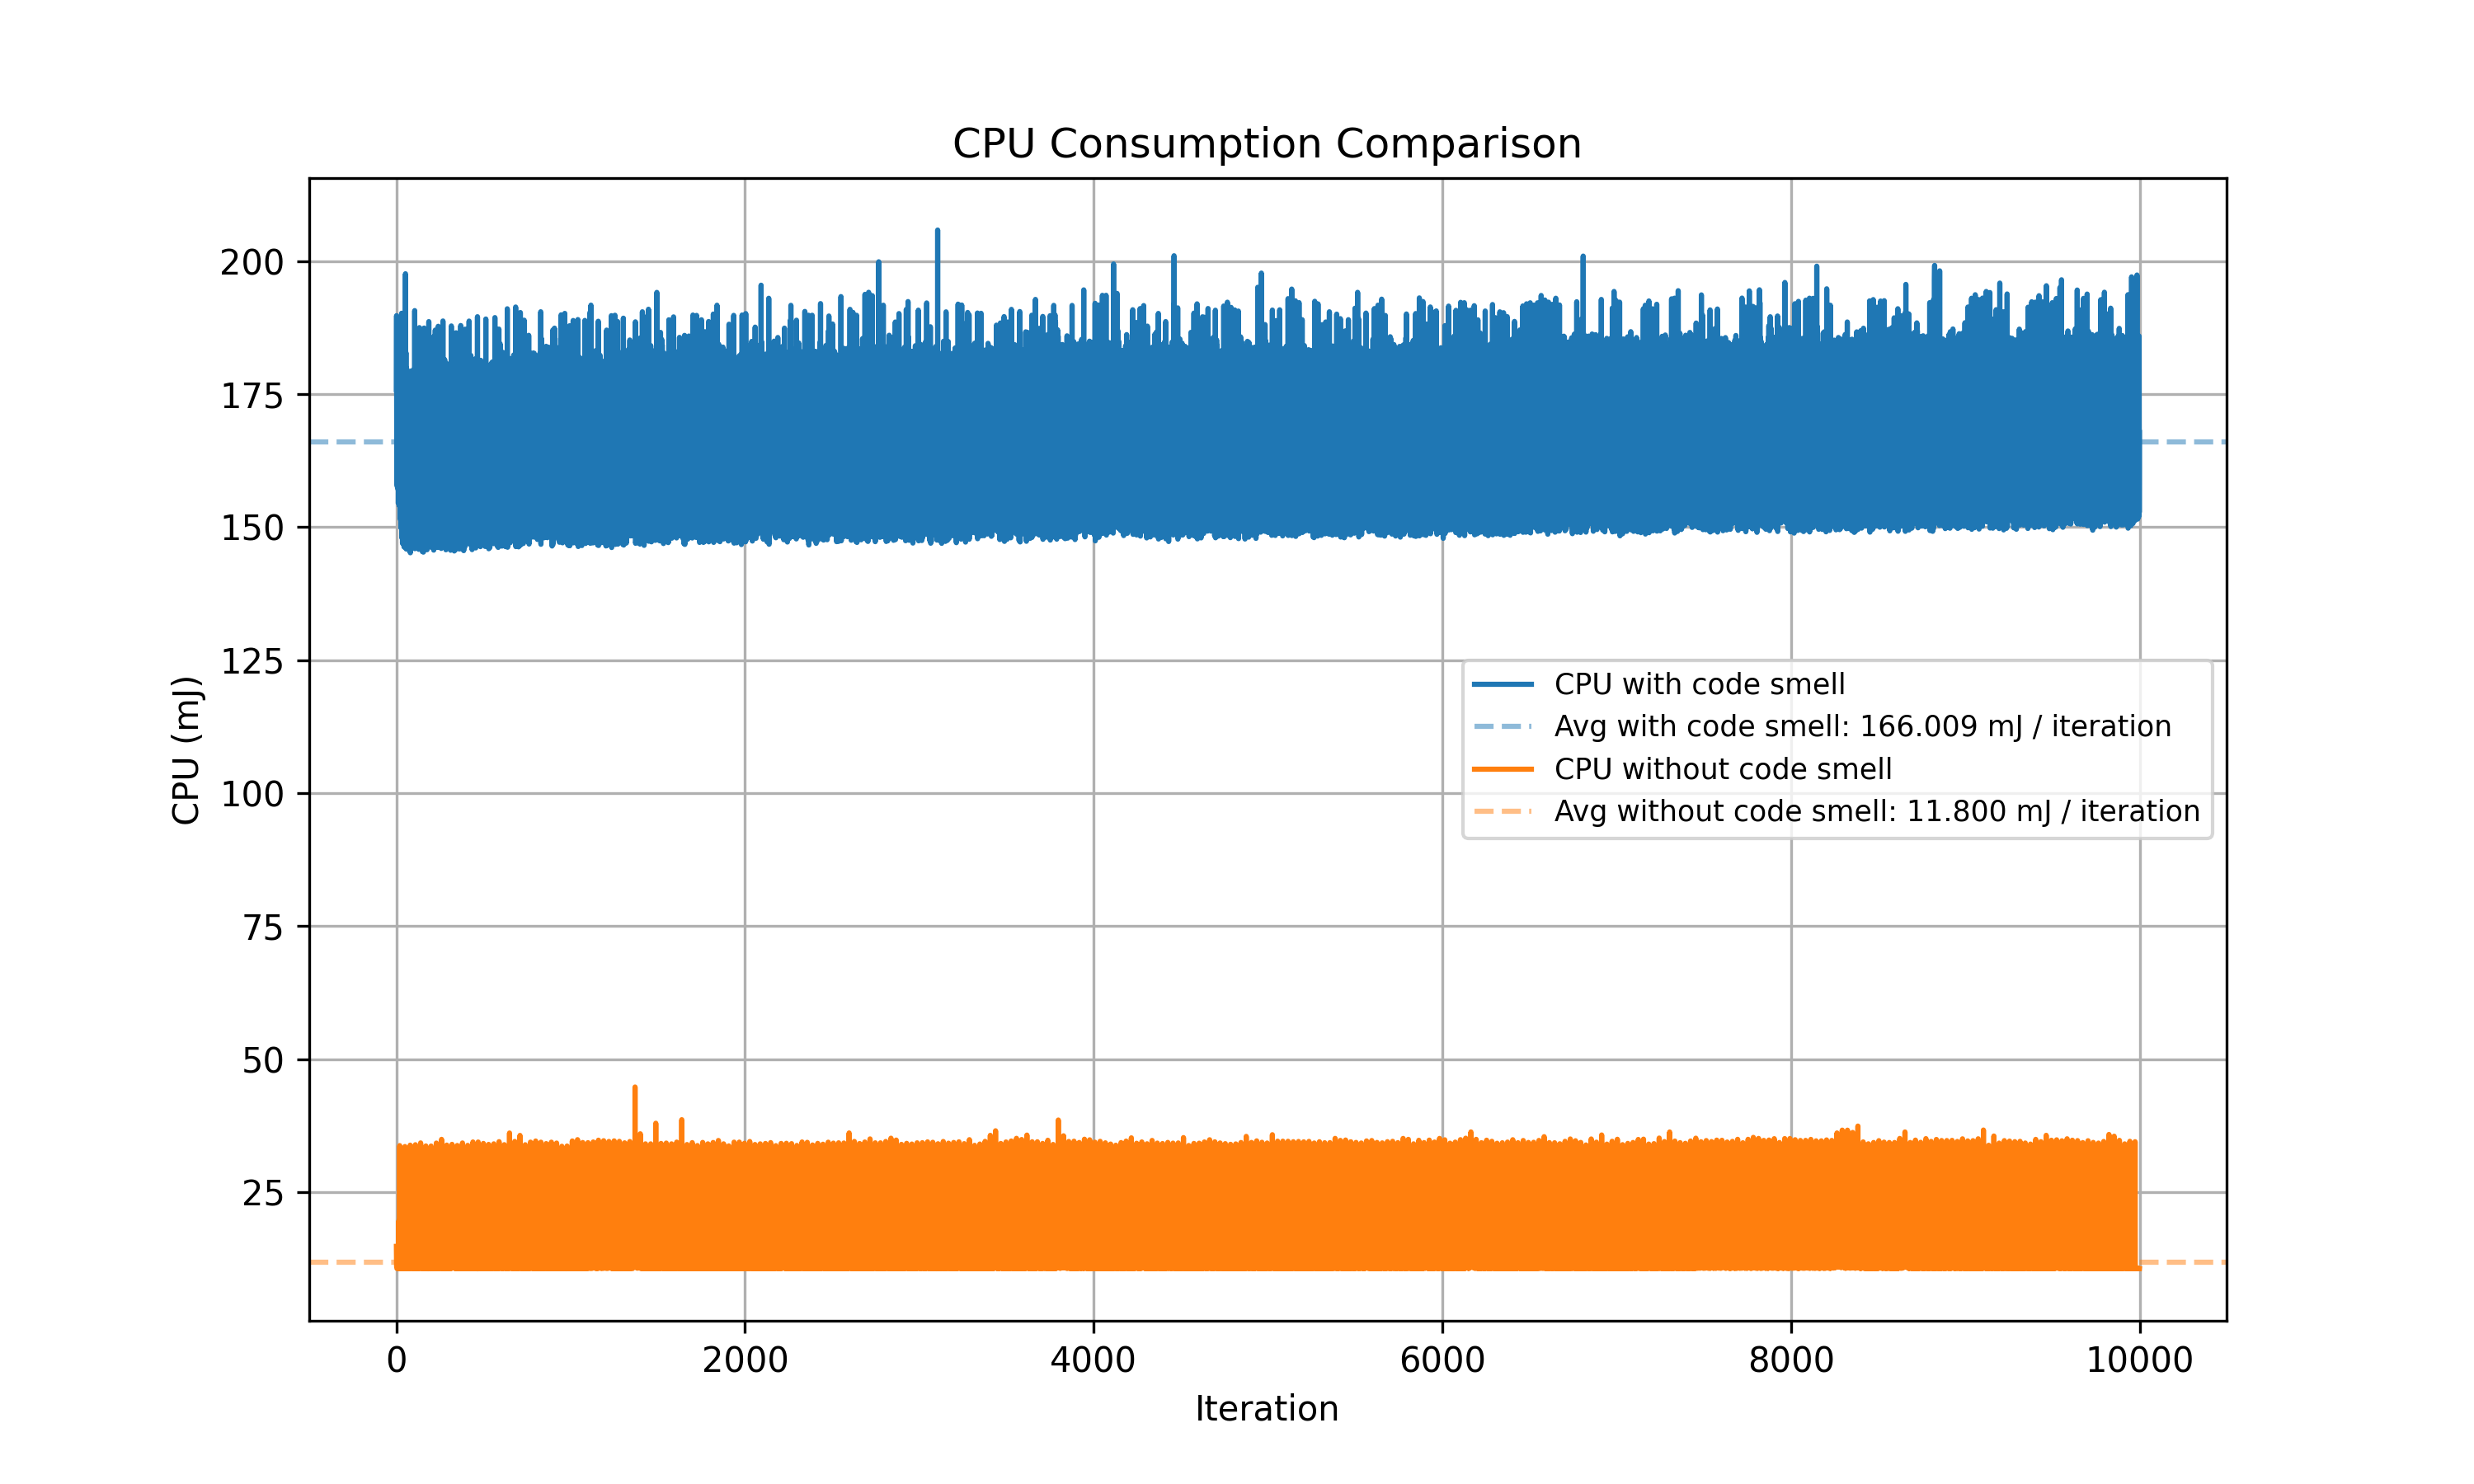 CPU Consumption Comparison
200
175
150
125
100
75
50
25
CPU (mJ)
CPU with code smell
Avg with code smell: 166.009 mJ / iteration
CPU without code smell
Avg without code smell: 11.800 mJ / iteration
0 2000 4000 6000 8000 10000
Iteration